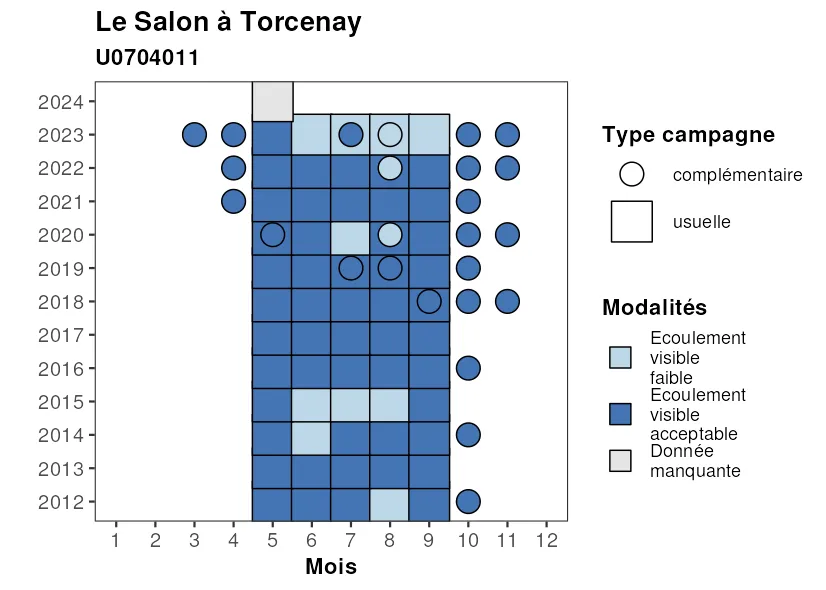 Le Salon à Torcenay
U0704011
2024
2023
2022
2021
2020
2019
2018
2017
2016
2015
2014
2013
2012
1 2 3 4 5 6 7 8 9 10 11 12
Mois
Type campagne
complémentaire
usuelle
Modalités
Ecoulement
visible
faible
Ecoulement
visible
acceptable
Donnée
manquante